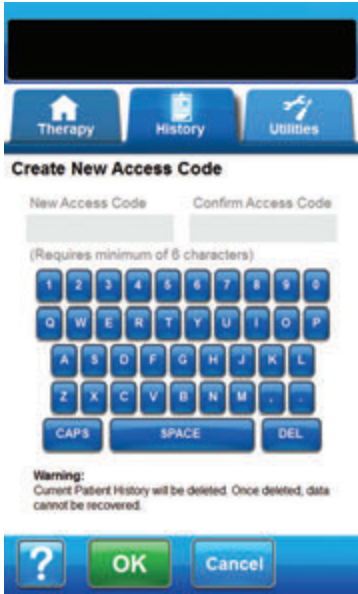 Therapy History Utilities
Create New Access Code
New Access Code Confirm Access Code
(Requires minimum of 6 characters)
1 2 3 4 5 6 7 8 9 0
Q W E R T Y U I O P
A S D F G H J K L
Z X C V B N M , .
CAPS SPACE DEL
Warning:
Current Patient History will be deleted. Once deleted, data
cannot be recovered.
? OK Cancel